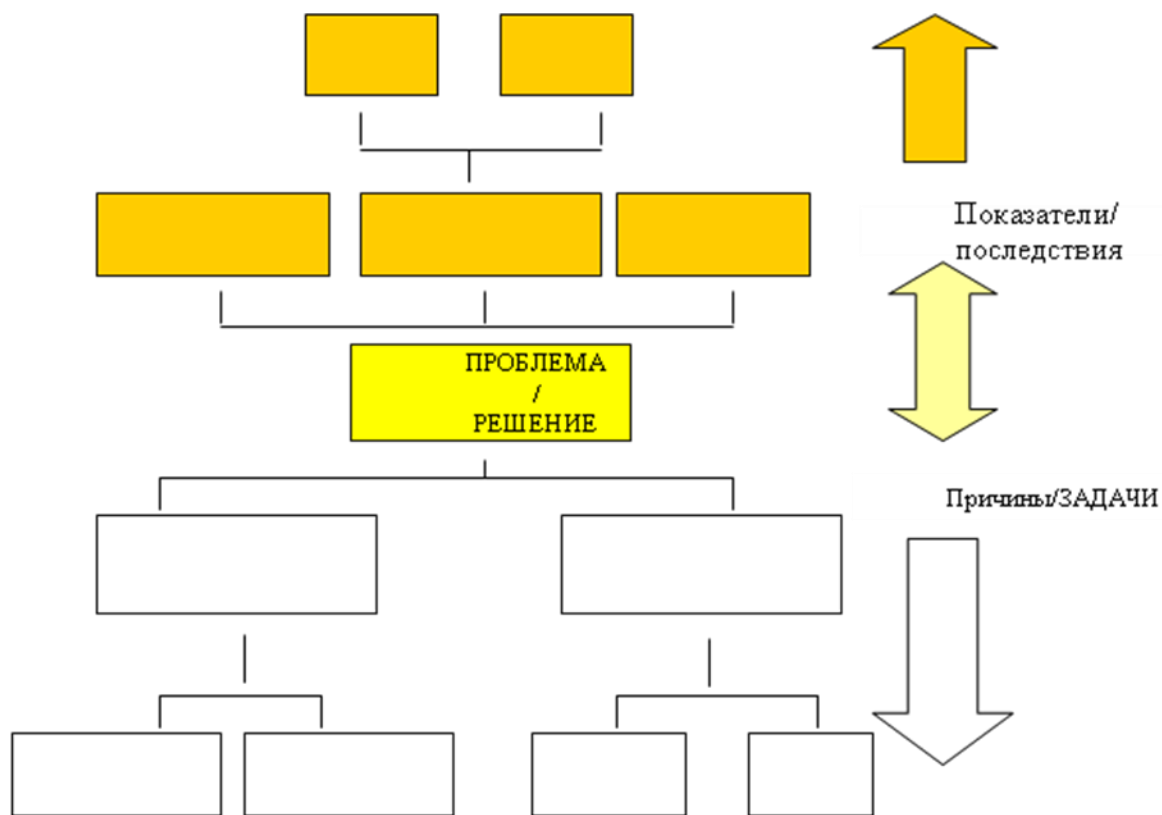 Показатели/
последствия
ПРОБЛЕМА
/
РЕШЕНИЕ
Причины/ЗАДАЧИ